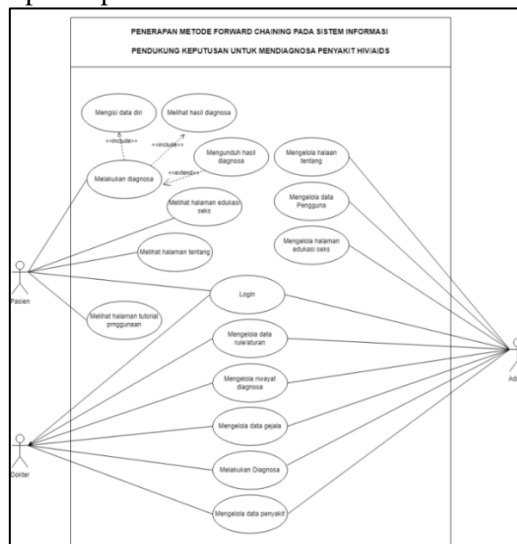 PENERAPAN METODE FORWARD CHAINING PADA SISTEM INFORMASI
PENDUKUNG KEPUTUSAN UNTUK MENDIAGNOSA PENYAKIT HIV/AIDS
Mengisi data diri
Melihat hasil diagnosa
<<include>>
<<include>>
Mengunduh hasil
diagnosa
<<extend>>
Melakukan diagnosa
Mengelola halaan
tentang
Melihat halaman edukasi
seks
Mengelola data
Pengguna
Melihat halaman tentang
Mengelola halaman
edukasi seks
Pasien
Login
Melihat halaman tutorial
pnggunaan
Mengelola data
rule/aturan
Mengelola riwayat
diagnosa
Mengelola data gejala
Melakukan Diagnosa
Dokter
Mengelola data penyakit